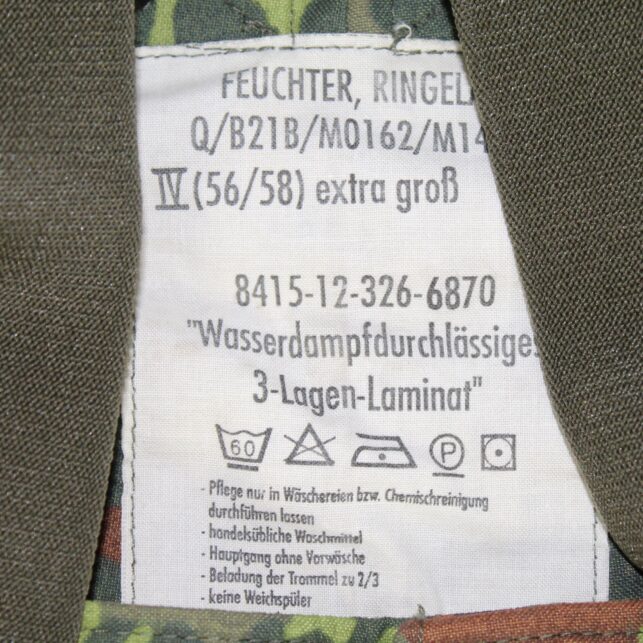 FEUCHTER, RINGEL
Q/B21B/M0162/M14
IV (56/58) extra groß
8415-12-326-6870
"Wasserdampfdurchlässiges
3-Lagen-Laminat"
60 P
- Pflege nur in Wäschereien bzw. Chemischreinigung
durchführen lassen
- handelsübliche Waschmittel
- Hauptgang ohne Vorwäsche
- Beladung der Trommel zu 2/3
- keine Weichspüler